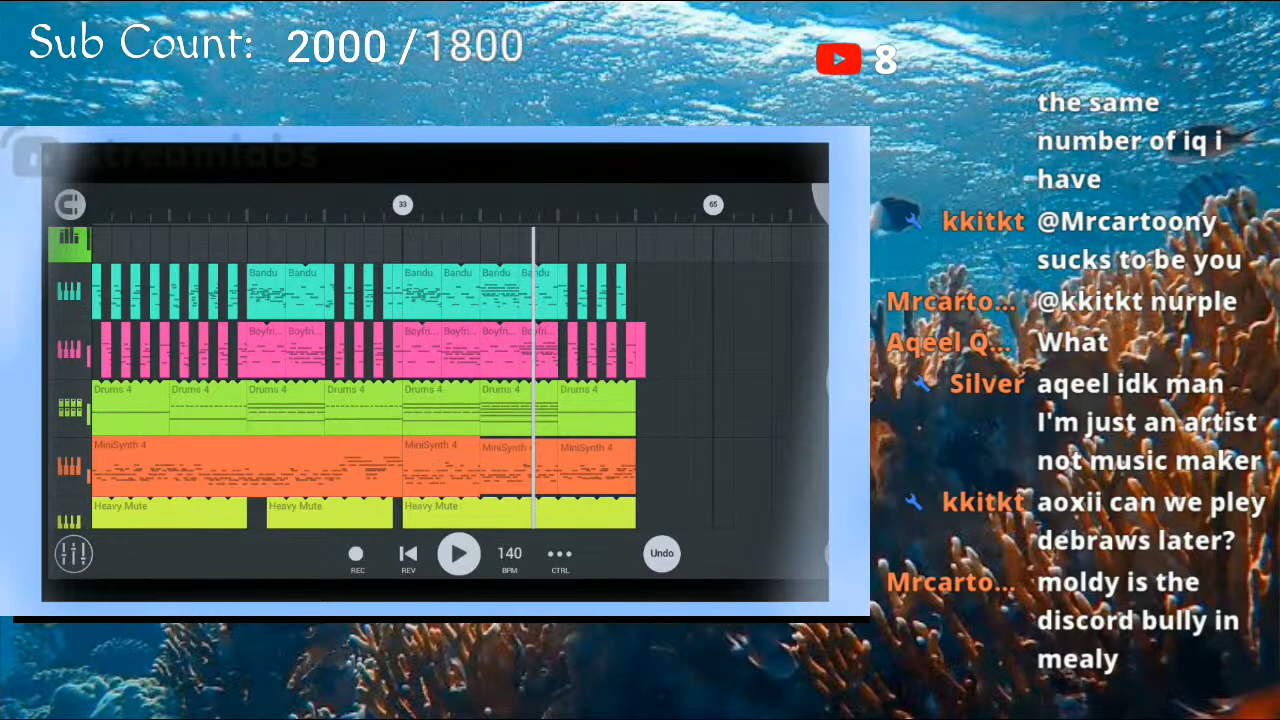 Sub Count: 2000 / 1800
8
streamlabs
33
65
Bandu Bandu Bandu Bandu Bandu Bandu
Boyfri... Boyfri... Boyfri... Boyfri... Boyfri... Boyfri...
Drums 4 Drums 4 Drums 4 Drums 4 Drums 4 Drums 4 Drums 4
MiniSynth 4 MiniSynth 4 MiniSynth MiniSynth 4
Heavy Mute Heavy Mute Heavy Mute
140
Undo
REC REV BPM CTRL
the same
number of iq i
have
kkitkt @Mrcartoony
sucks to be you
Mrcarto... @kkitkt nurple
Aqeel Q... What
Silver aqeel idk man
I'm just an artist
not music maker
kkitkt aoxii can we pley
debraws later?
Mrcarto... moldy is the
discord bully in
mealy